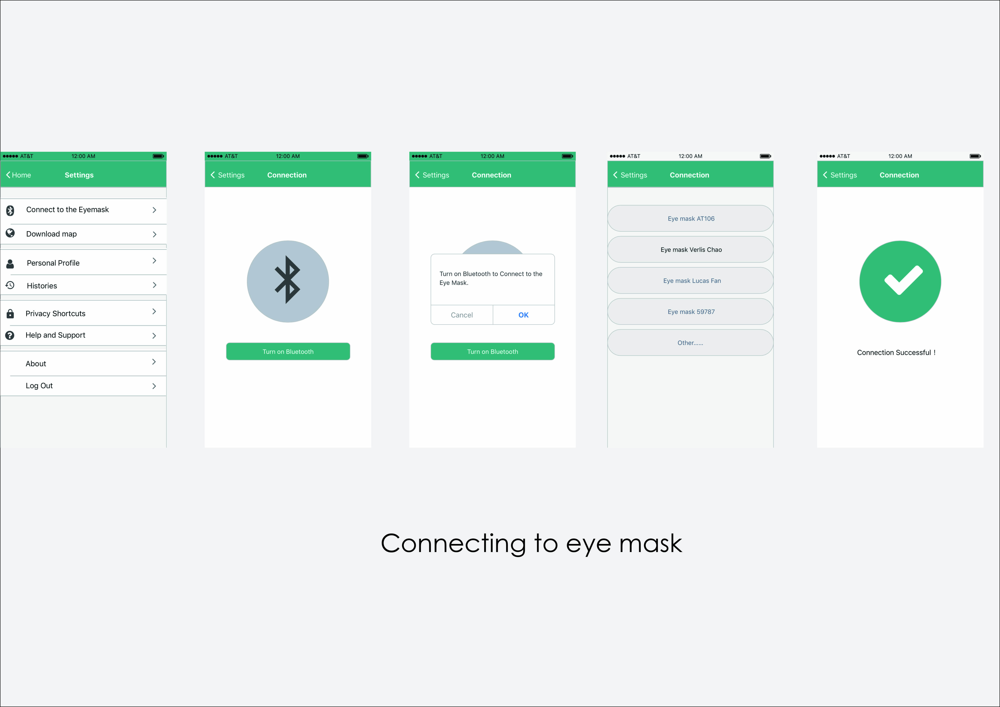 AT&T 12:00 AM
Home Settings
Connect to the Eyemask
Download map
Personal Profile
Histories
Privacy Shortcuts
Help and Support
About
Log Out
AT&T 12:00 AM
Settings Connection
Turn on Bluetooth
AT&T 12:00 AM
Settings Connection
Turn on Bluetooth to Connect to the
Eye Mask.
Cancel OK
Turn on Bluetooth
AT&T 12:00 AM
Settings Connection
Eye mask AT106
Eye mask Verlis Chao
Eye mask Lucas Fan
Eye mask 59787
Other......
AT&T 12:00 AM
Settings Connection
Connection Successful !
Connecting to eye mask